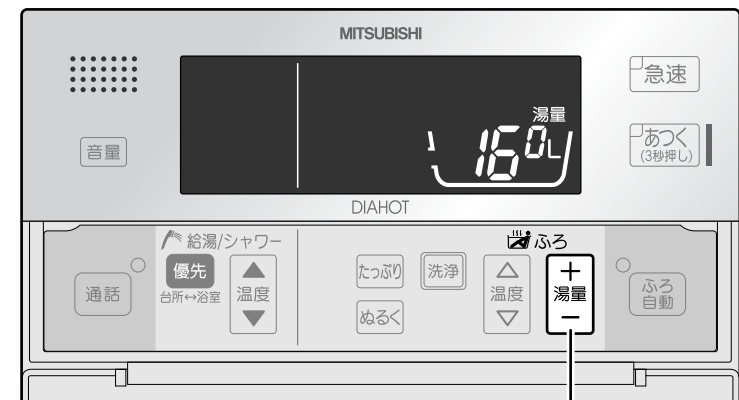 MITSUBISHI
急速
湯量
160L
あつく
(3秒押し)
音量
DIAHOT
給湯/シャワー
ふろ
通話
優先
台所↔浴室
温度
たっぷり
洗浄
ぬるく
温度
+
湯量
−
ふろ
自動